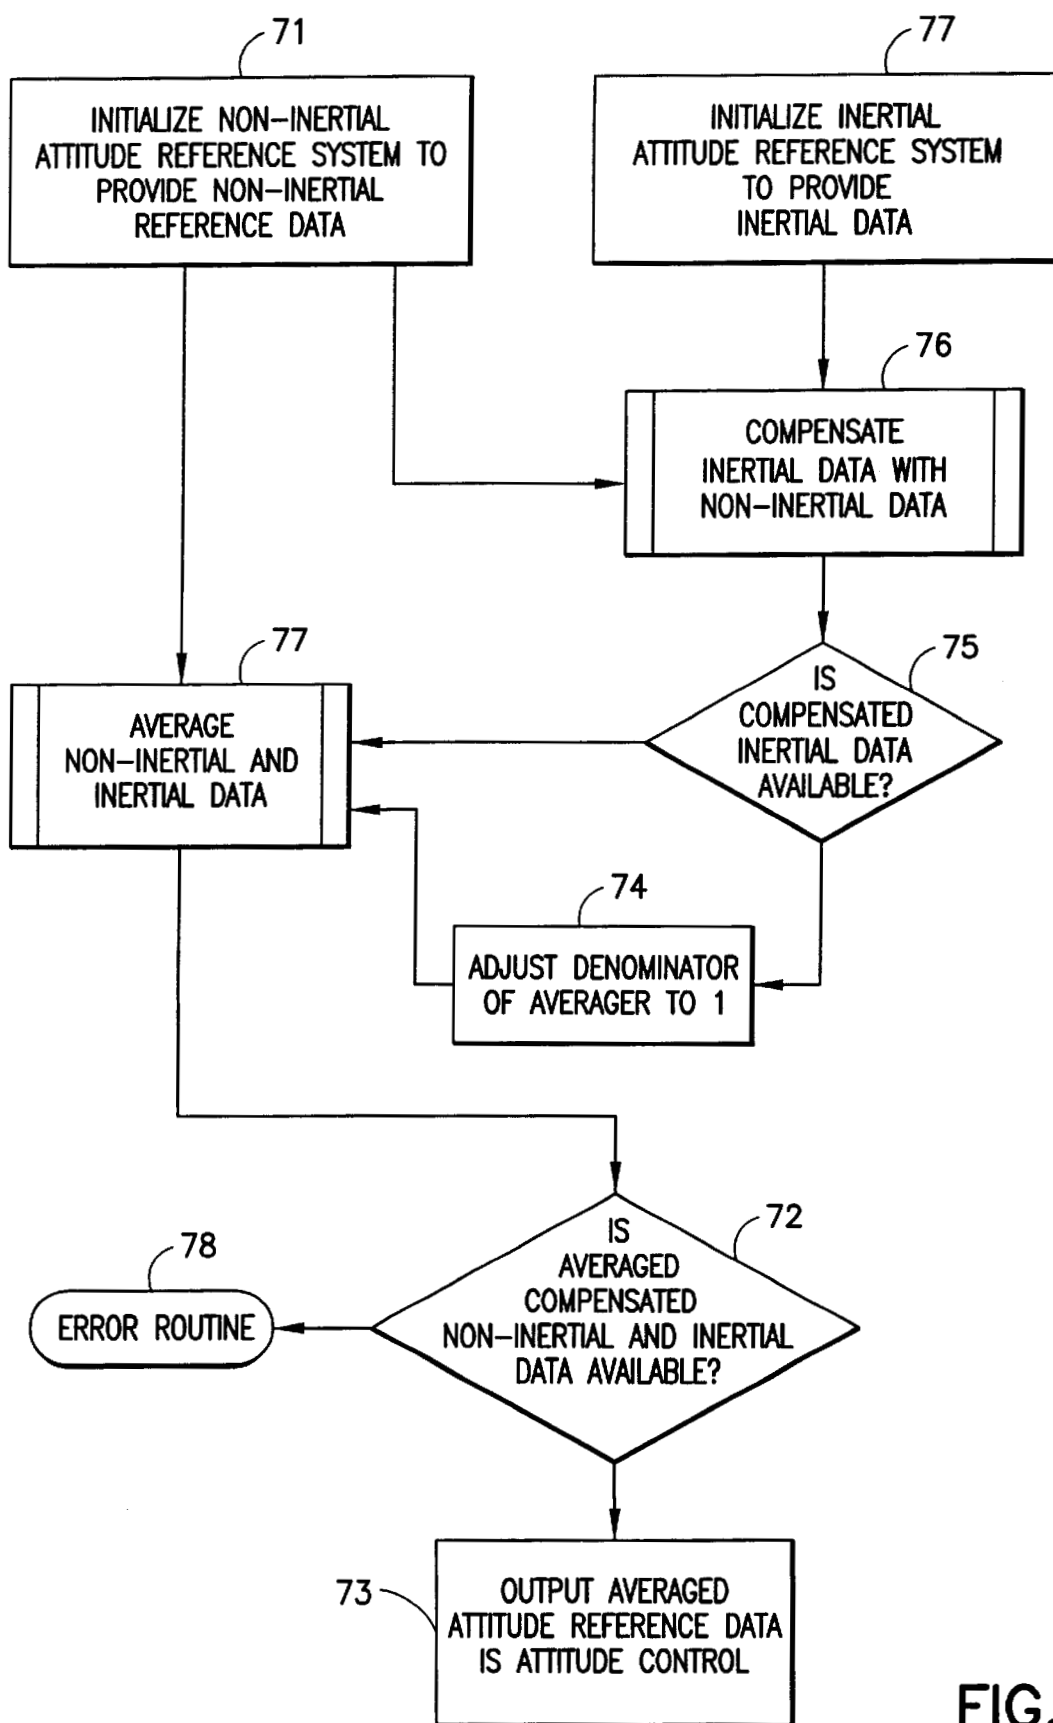 71
INITIALIZE NON-INERTIAL
ATTITUDE REFERENCE SYSTEM TO
PROVIDE NON-INERTIAL
REFERENCE DATA
77
INITIALIZE INERTIAL
ATTITUDE REFERENCE SYSTEM
TO PROVIDE
INERTIAL DATA
76
COMPENSATE
INERTIAL DATA WITH
NON-INERTIAL DATA
77
AVERAGE
NON-INERTIAL AND
INERTIAL DATA
75
IS
COMPENSATED
INERTIAL DATA
AVAILABLE?
74
ADJUST DENOMINATOR
OF AVERAGER TO 1
72
IS
AVERAGED
COMPENSATED
NON-INERTIAL AND INERTIAL
DATA AVAILABLE?
78
ERROR ROUTINE
73
OUTPUT AVERAGED
ATTITUDE REFERENCE DATA
IS ATTITUDE CONTROL
FIG.